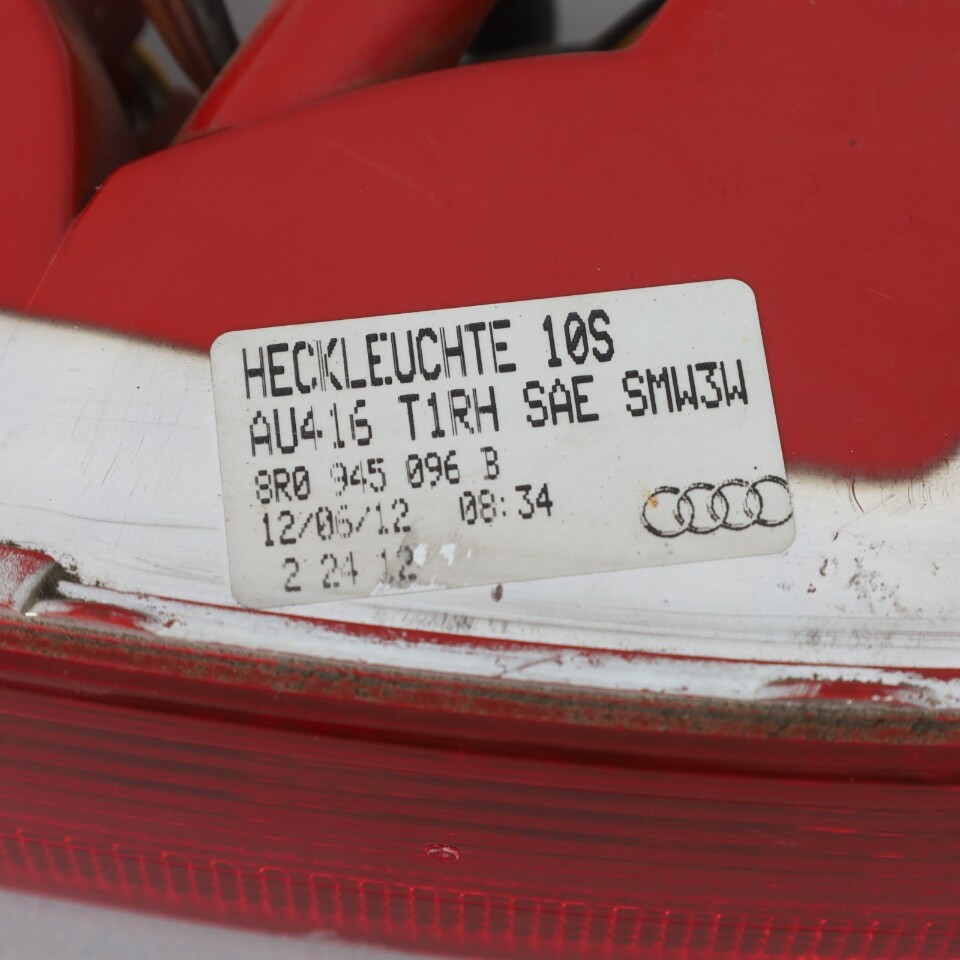 HECKLEUCHTE 10S
AU416 T1RH SAE SMW3W
8R0 945 096 B
12/06/12 08:34
2 24 12